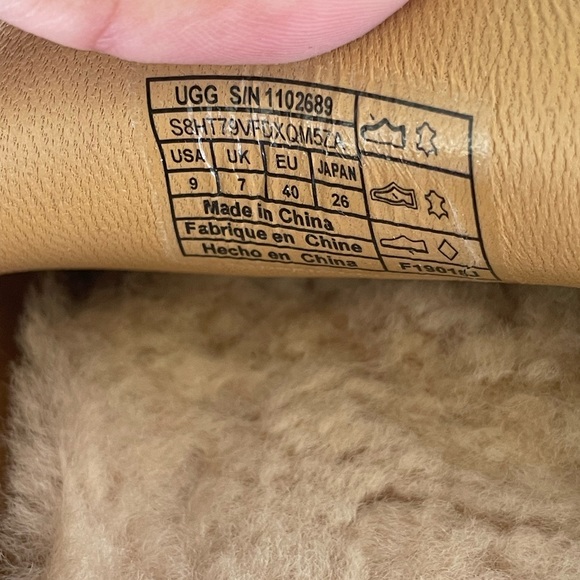 UGG S/N 1102689
USA UK EU JAPAN
9 7 40 26
Made in China
Fabrique en Chine
Hecho en China